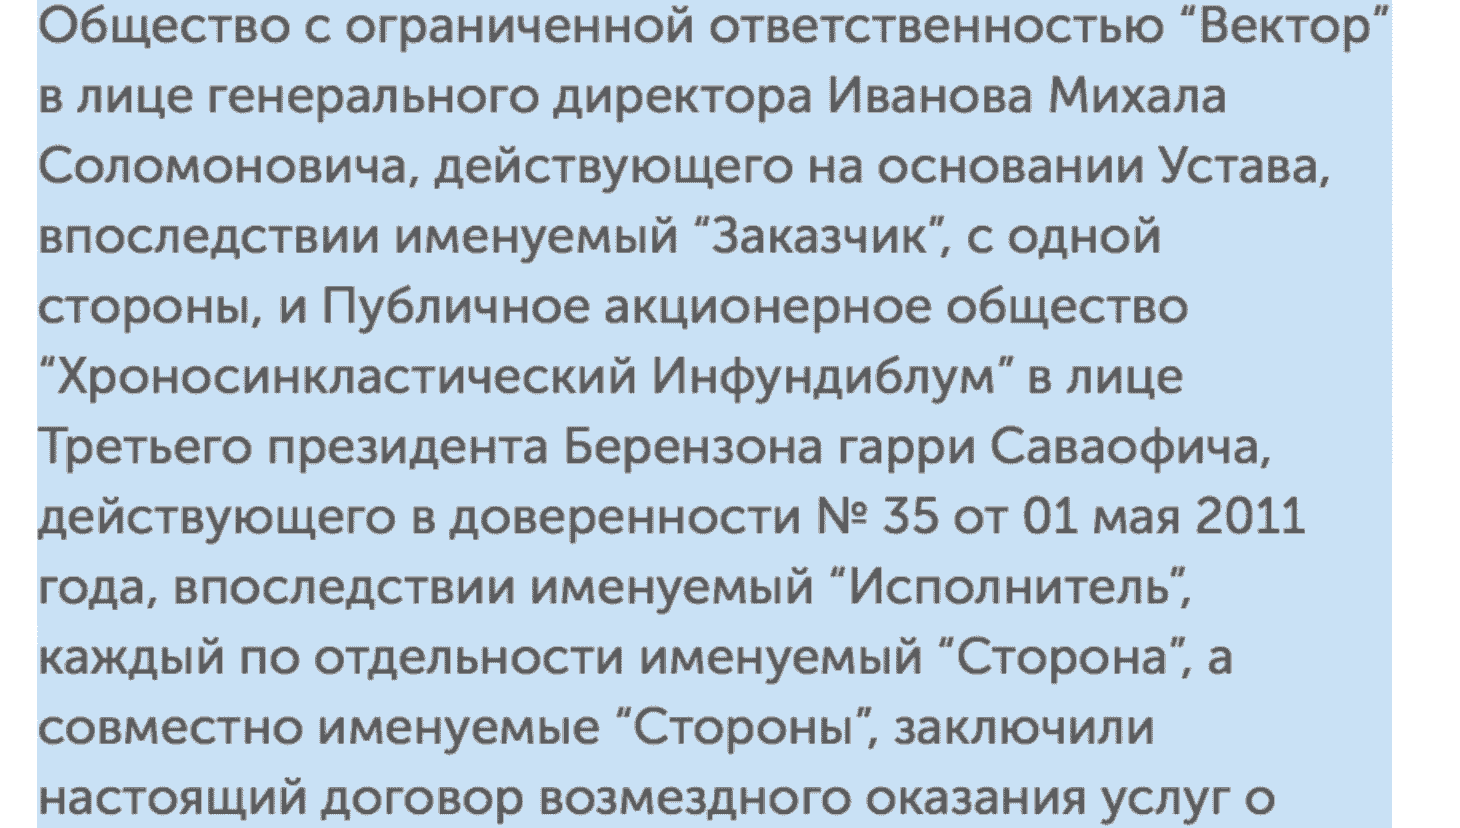 Общество с ограниченной ответственностью “Вектор”
в лице генерального директора Иванова Михала
Соломоновича, действующего на основании Устава,
впоследствии именуемый “Заказчик”, с одной
стороны, и Публичное акционерное общество
“Хроносинкластический Инфундиблум” в лице
Третьего президента Берензона гарри Саваофича,
действующего в доверенности № 35 от 01 мая 2011
года, впоследствии именуемый “Исполнитель”,
каждый по отдельности именуемый “Сторона”, а
совместно именуемые “Стороны”, заключили
настоящий договор возмездного оказания услуг о